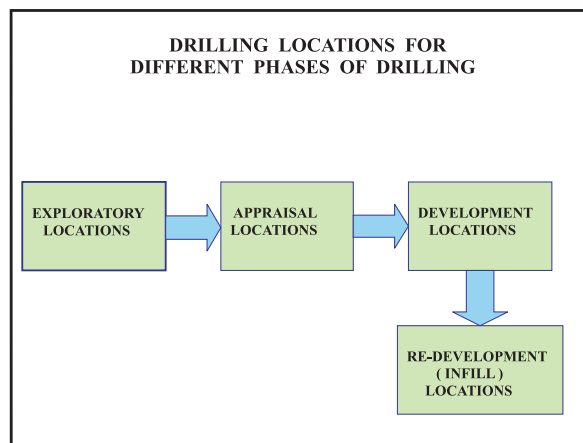 DRILLING LOCATIONS FOR
DIFFERENT PHASES OF DRILLING
EXPLORATORY
LOCATIONS
APPRAISAL
LOCATIONS
DEVELOPMENT
LOCATIONS
RE-DEVELOPMENT
( INFILL )
LOCATIONS